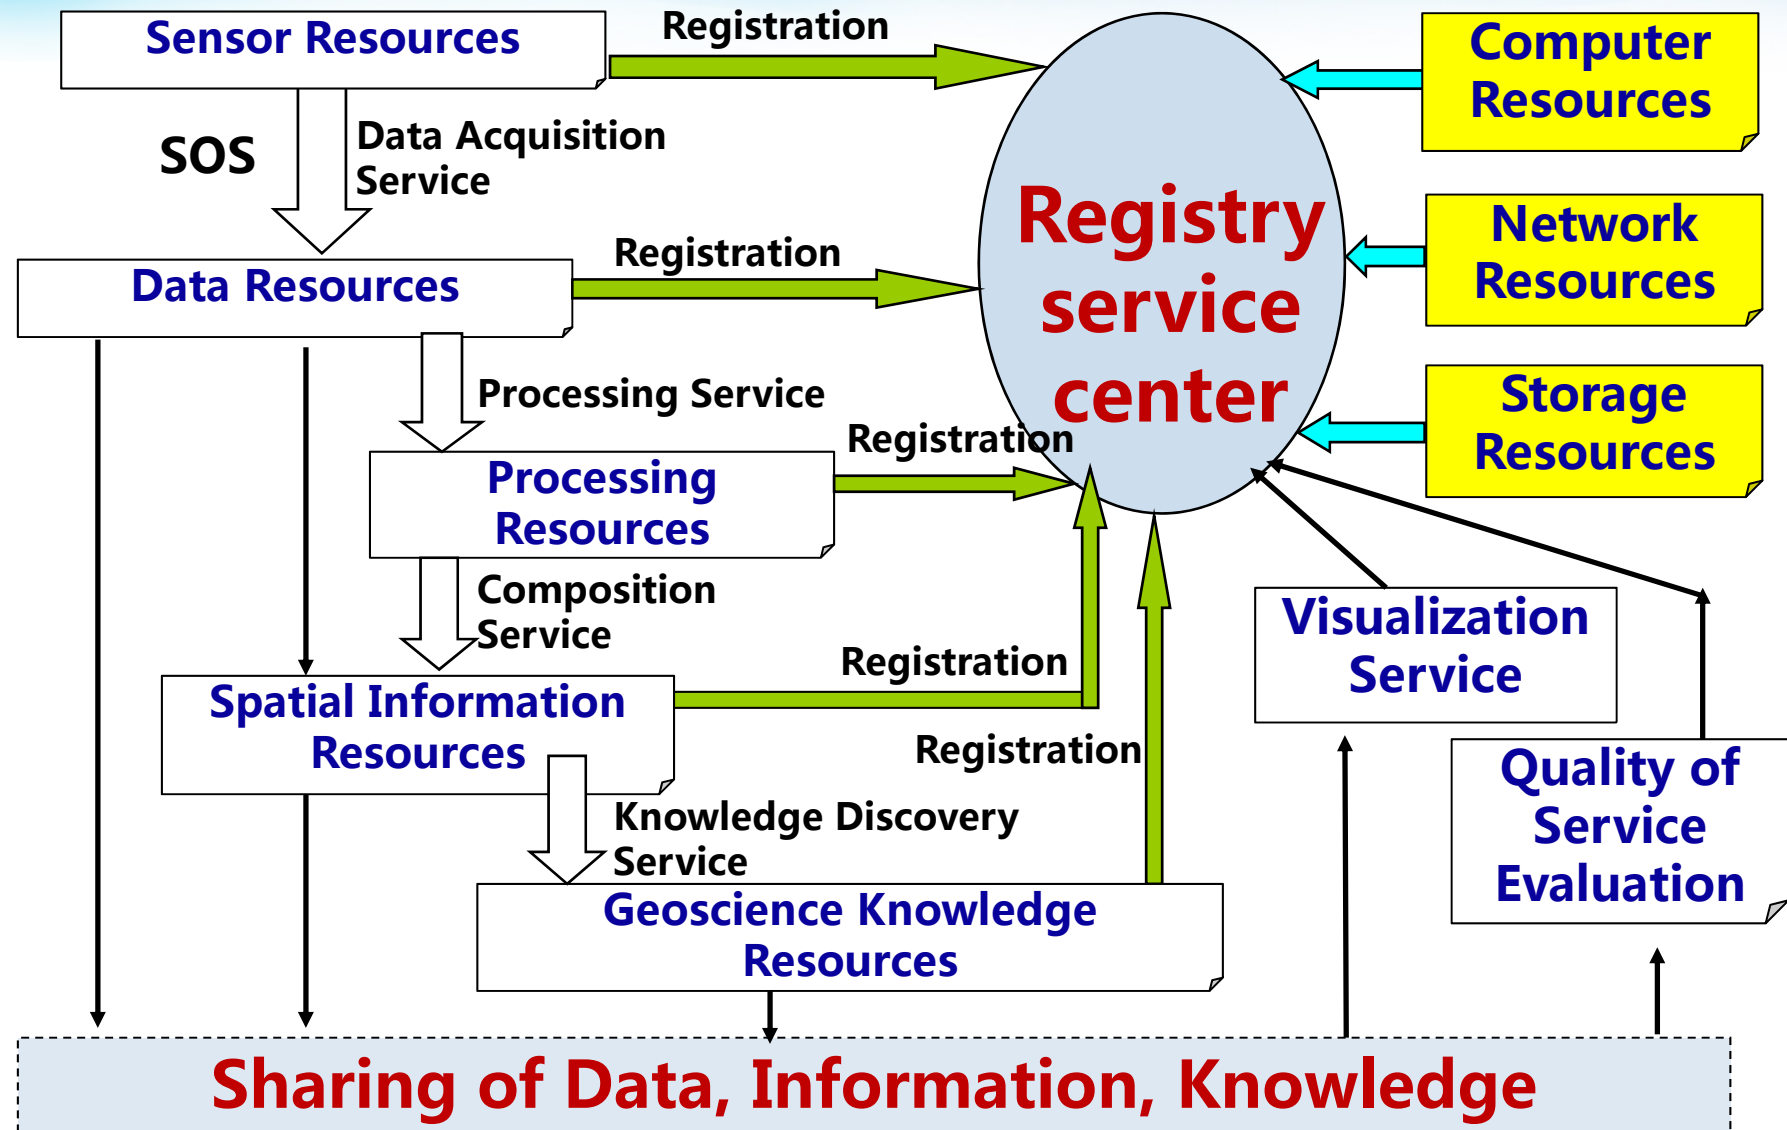 Sensor Resources
Registration
Computer
Resources
SOS
Data Acquisition
Service
Registry
service
center
Network
Resources
Data Resources
Registration
Storage
Resources
Processing Service
Registration
Processing
Resources
Composition
Service
Visualization
Service
Registration
Spatial Information
Resources
Registration
Quality of
Service
Evaluation
Knowledge Discovery
Service
Geoscience Knowledge
Resources
Sharing of Data, Information, Knowledge